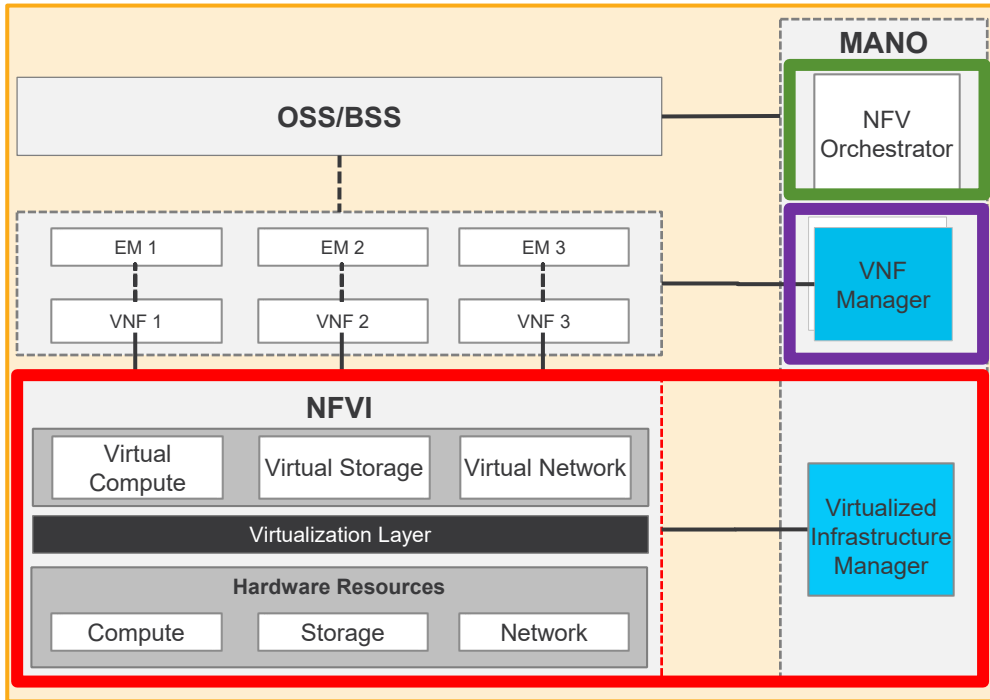 MANO
OSS/BSS
NFV
Orchestrator
EM 1
EM 2
EM 3
VNF 1
VNF 2
VNF 3
VNF
Manager
NFVI
Virtual
Compute
Virtual Storage
Virtual Network
Virtualization Layer
Virtualized
Infrastructure
Manager
Hardware Resources
Compute
Storage
Network